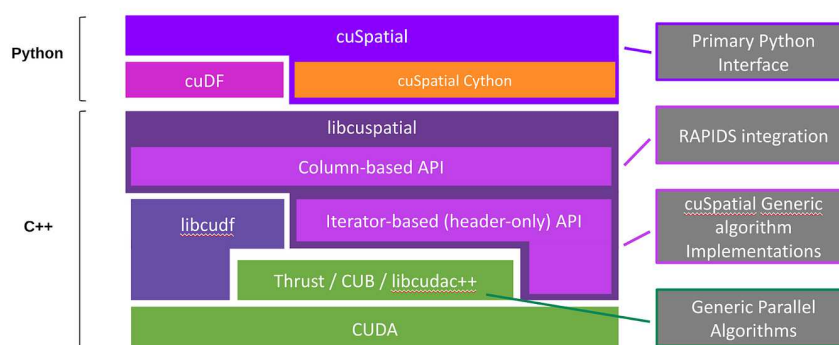 cuSpatial
Python
Primary Python
Interface
cuDF
cuSpatial Cython
libcuspatial
RAPIDS integration
Column-based API
C++
libcudf
Iterator-based (header-only) API
cuSpatial Generic
algorithm
Implementations
Thrust / CUB / libcudac++
Generic Parallel
Algorithms
CUDA